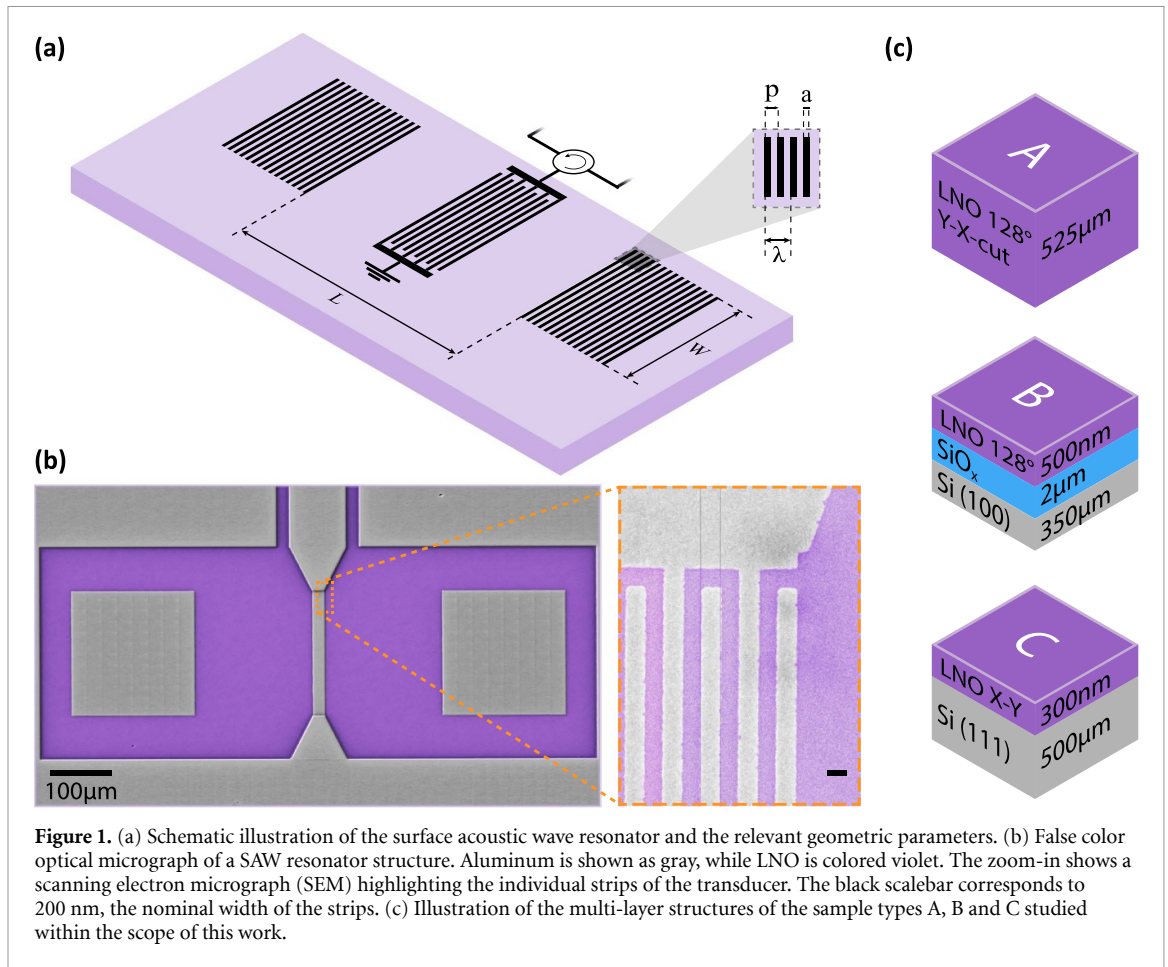 (a)
p
a
λ
L
W
(b)
100μm
(c)
A
LNO 128°
Y-X-cut
525μm
B
LNO 128°
500nm
SiOₓ
2μm
Si (100)
350μm
C
LNO X-Y
300nm
Si (111)
500μm
Figure 1. (a) Schematic illustration of the surface acoustic wave resonator and the relevant geometric parameters. (b) False color
optical micrograph of a SAW resonator structure. Aluminum is shown as gray, while LNO is colored violet. The zoom-in shows a
scanning electron micrograph (SEM) highlighting the individual strips of the transducer. The black scalebar corresponds to
200 nm, the nominal width of the strips. (c) Illustration of the multi-layer structures of the sample types A, B and C studied
within the scope of this work.